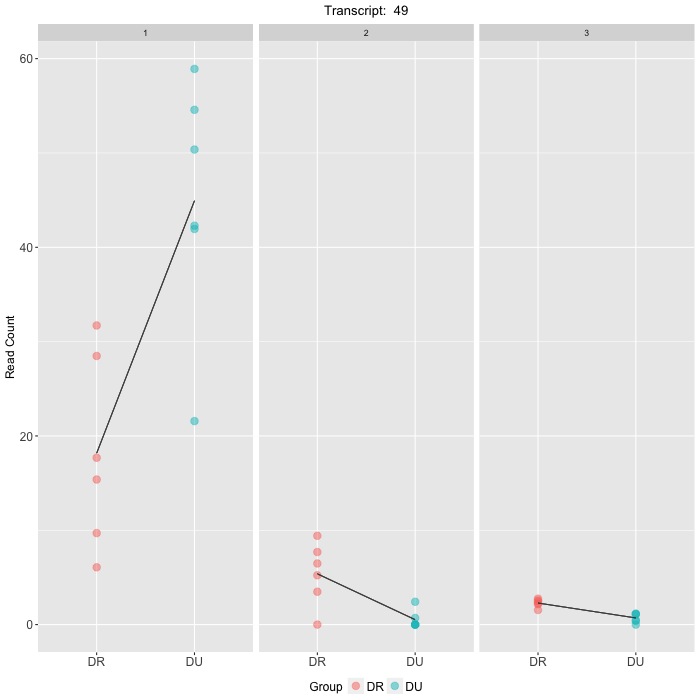 Transcript:  49
1 2 3
Read Count
60
40
20
0
DR DU DR DU DR DU
Group DR DU